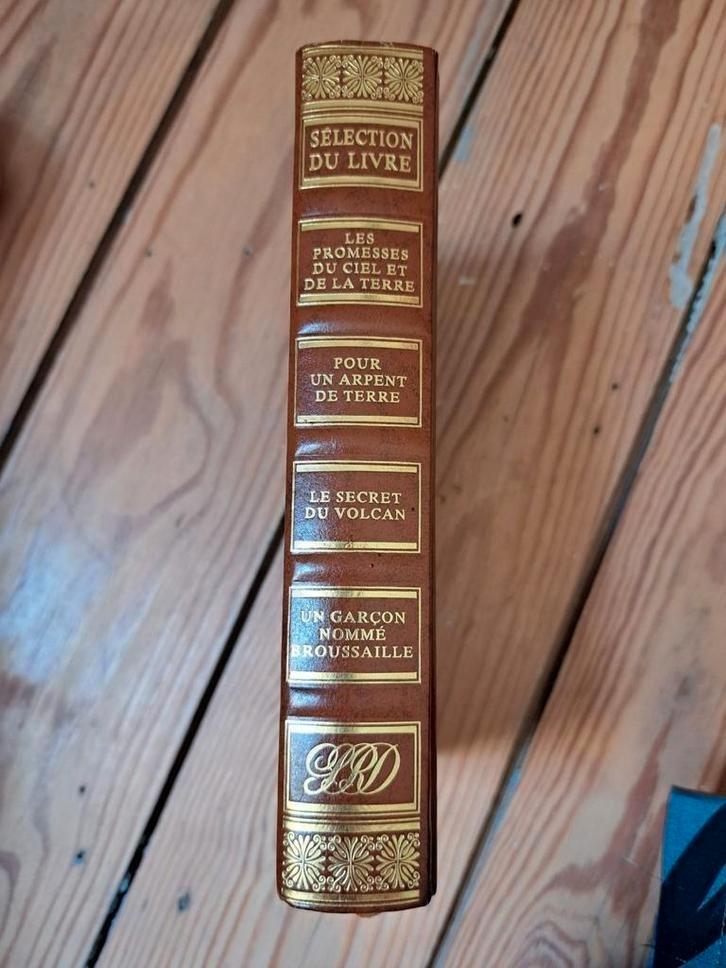 SÉLECTION
DU LIVRE
LES
PROMESSES
DU CIEL ET
DE LA TERRE
POUR
UN ARPENT
DE TERRE
LE SECRET
DU VOLCAN
UN GARÇON
NOMMÉ
BROUSSAILLE